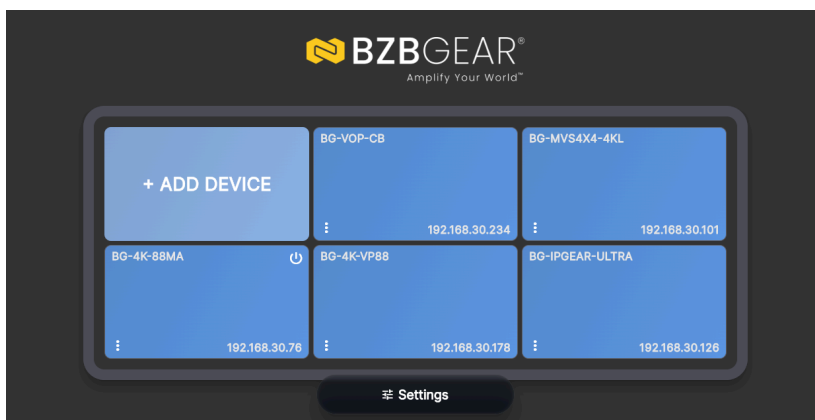 BZBGEAR®
Amplify Your World™
+ ADD DEVICE
BG-VOP-CB
192.168.30.234
BG-MVS4X4-4KL
192.168.30.101
BG-4K-88MA
192.168.30.76
BG-4K-VP88
192.168.30.178
BG-IPGEAR-ULTRA
192.168.30.126
Settings